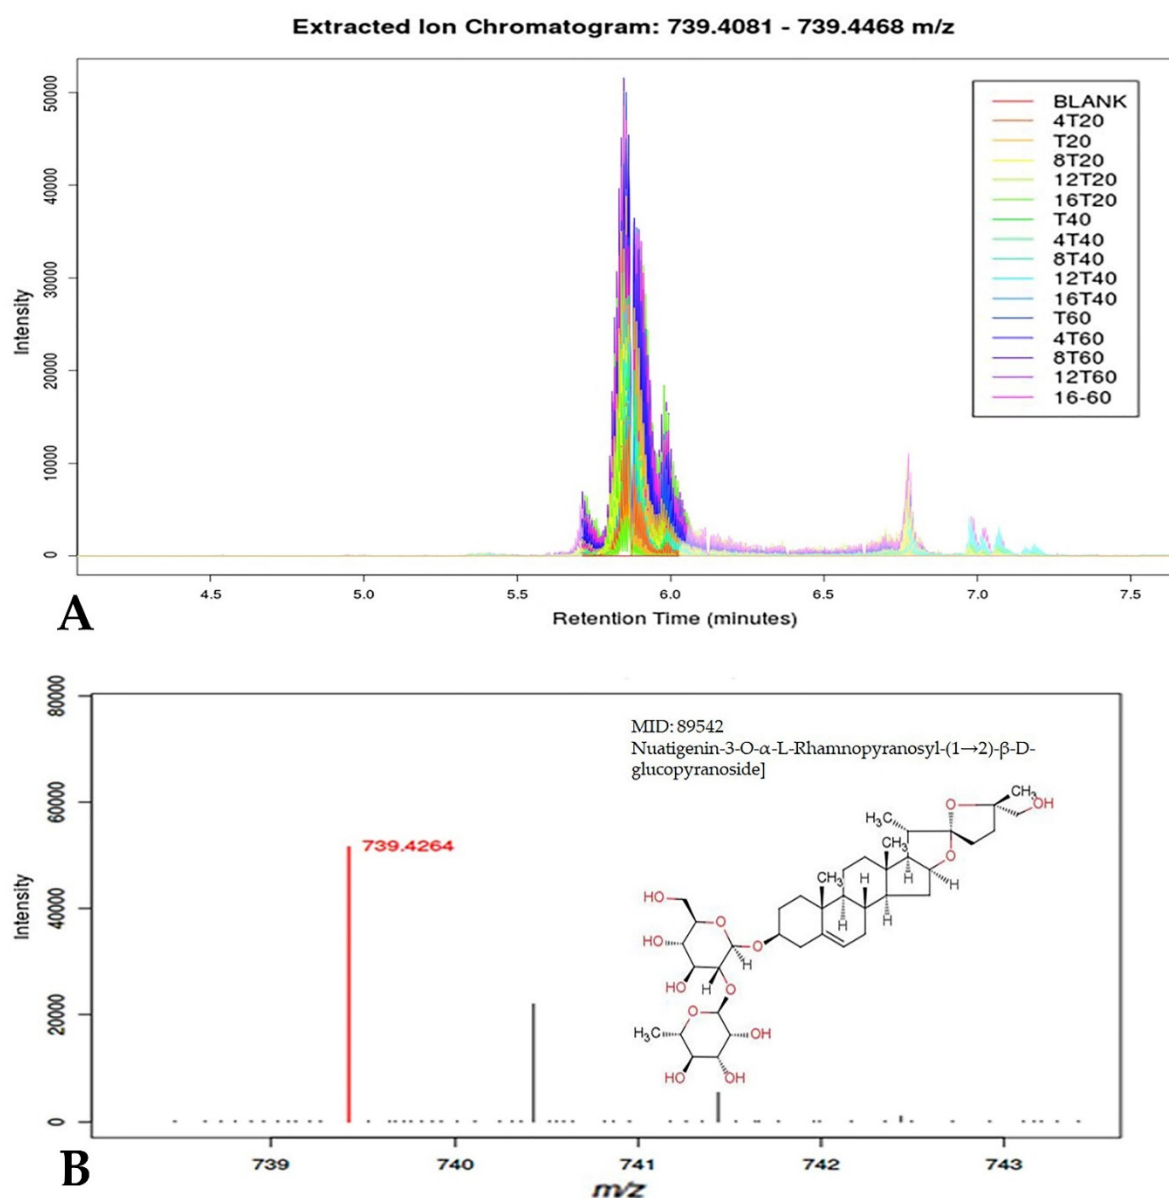 Extracted Ion Chromatogram: 739.4081 - 739.4468 m/z
Intensity
50000
40000
30000
20000
10000
0
BLANK
4T20
T20
8T20
12T20
16T20
T40
4T40
8T40
12T40
16T40
T60
4T60
8T60
12T60
16-60
4.5 5.0 5.5 6.0 6.5 7.0 7.5
Retention Time (minutes)
A
Intensity
80000
60000
40000
20000
0
739.4264
MID: 89542
Nuatigenin-3-O-α-L-Rhamnopyranosyl-(1→2)-β-D-
glucopyranoside]
CH3
O
OH
H3C
CH3
O
H
H
CH3
H
H
H
HO
O
HO
O
H
HO
H
O
O
H3C
OH
HO
OH
739 740 741 742 743
m/z
B